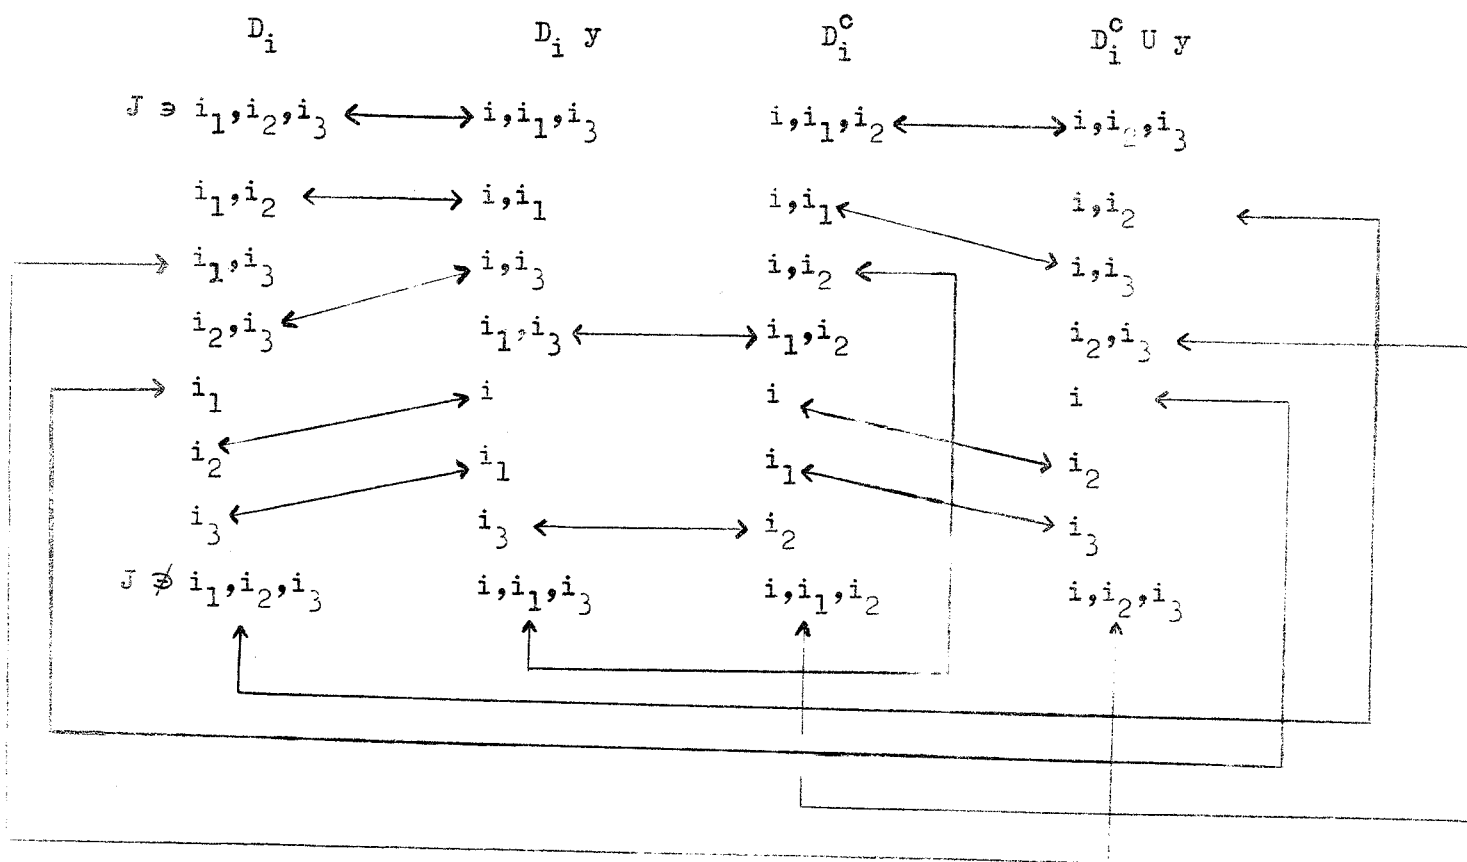 D_i D_i y D_i^c D_i^c U y
J ∋ i_1,i_2,i_3 i,i_1,i_3 i,i_1,i_2 i,i_2,i_3
i_1,i_2 i,i_1 i,i_1 i,i_2
i_1,i_3 i,i_3 i,i_2 i,i_3
i_2,i_3 i_1,i_3 i_1,i_2 i_2,i_3
i_1 i i i
i_2 i_1 i_1 i_2
i_3 i_3 i_2 i_3
J ∌ i_1,i_2,i_3 i,i_1,i_3 i,i_1,i_2 i,i_2,i_3